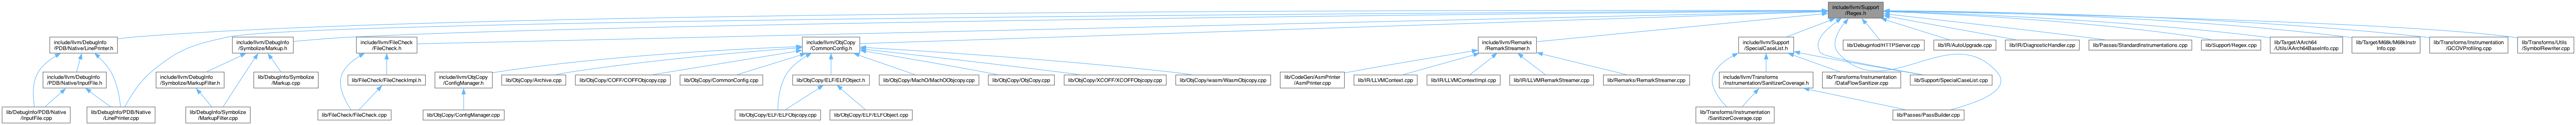 include/llvm/Support
/Regex.h
include/llvm/DebugInfo
/PDB/Native/LinePrinter.h
include/llvm/DebugInfo
/Symbolize/Markup.h
include/llvm/FileCheck
/FileCheck.h
include/llvm/ObjCopy
/CommonConfig.h
include/llvm/Remarks
/RemarkStreamer.h
include/llvm/Support
/SpecialCaseList.h
lib/Debuginfod/HTTPServer.cpp
lib/IR/AutoUpgrade.cpp
lib/IR/DiagnosticHandler.cpp
lib/Passes/StandardInstrumentations.cpp
lib/Support/Regex.cpp
lib/Target/AArch64
/Utils/AArch64BaseInfo.cpp
lib/Target/M68k/M68kInstr
Info.cpp
lib/Transforms/Instrumentation
/GCOVProfiling.cpp
lib/Transforms/Utils
/SymbolRewriter.cpp
include/llvm/DebugInfo
/PDB/Native/InputFile.h
include/llvm/DebugInfo
/Symbolize/MarkupFilter.h
lib/DebugInfo/Symbolize
/Markup.cpp
lib/FileCheck/FileCheckImpl.h
include/llvm/ObjCopy
/ConfigManager.h
lib/ObjCopy/Archive.cpp
lib/ObjCopy/COFF/COFFObjcopy.cpp
lib/ObjCopy/CommonConfig.cpp
lib/ObjCopy/ELF/ELFObject.h
lib/ObjCopy/MachO/MachOObjcopy.cpp
lib/ObjCopy/ObjCopy.cpp
lib/ObjCopy/XCOFF/XCOFFObjcopy.cpp
lib/ObjCopy/wasm/WasmObjcopy.cpp
lib/CodeGen/AsmPrinter
/AsmPrinter.cpp
lib/IR/LLVMContext.cpp
lib/IR/LLVMContextImpl.cpp
lib/IR/LLVMRemarkStreamer.cpp
lib/Remarks/RemarkStreamer.cpp
include/llvm/Transforms
/Instrumentation/SanitizerCoverage.h
lib/Transforms/Instrumentation
/DataFlowSanitizer.cpp
lib/Support/SpecialCaseList.cpp
lib/DebugInfo/PDB/Native
/InputFile.cpp
lib/DebugInfo/PDB/Native
/LinePrinter.cpp
lib/DebugInfo/Symbolize
/MarkupFilter.cpp
lib/FileCheck/FileCheck.cpp
lib/ObjCopy/ConfigManager.cpp
lib/ObjCopy/ELF/ELFObjcopy.cpp
lib/ObjCopy/ELF/ELFObject.cpp
lib/Transforms/Instrumentation
/SanitizerCoverage.cpp
lib/Passes/PassBuilder.cpp